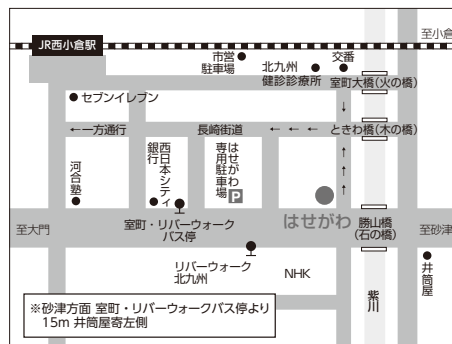 至小倉
JR西小倉駅
市営
駐車場
北九州
健診診療所
交番
室町大橋(火の橋)
セブンイレブン
↓
←一方通行
長崎街道
← ← ←
ときわ橋(木の橋)
↑ ↑
↑ ↑
↑ ↑
河合塾
西日本シティ
銀行
はせがわ
専用駐車場
P
はせがわ
至大門
室町・リバーウォーク
バス停
勝山橋
(石の橋)
至砂津
リバーウォーク
北九州
NHK
紫川
井筒屋
※砂津方面 室町・リバーウォークバス停より
15m 井筒屋寄左側